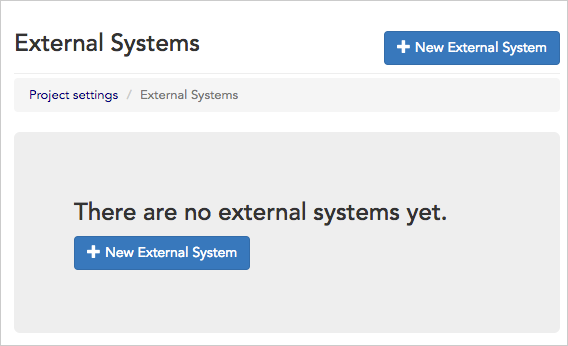 External Systems
+ New External System
Project settings / External Systems
There are no external systems yet.
+ New External System